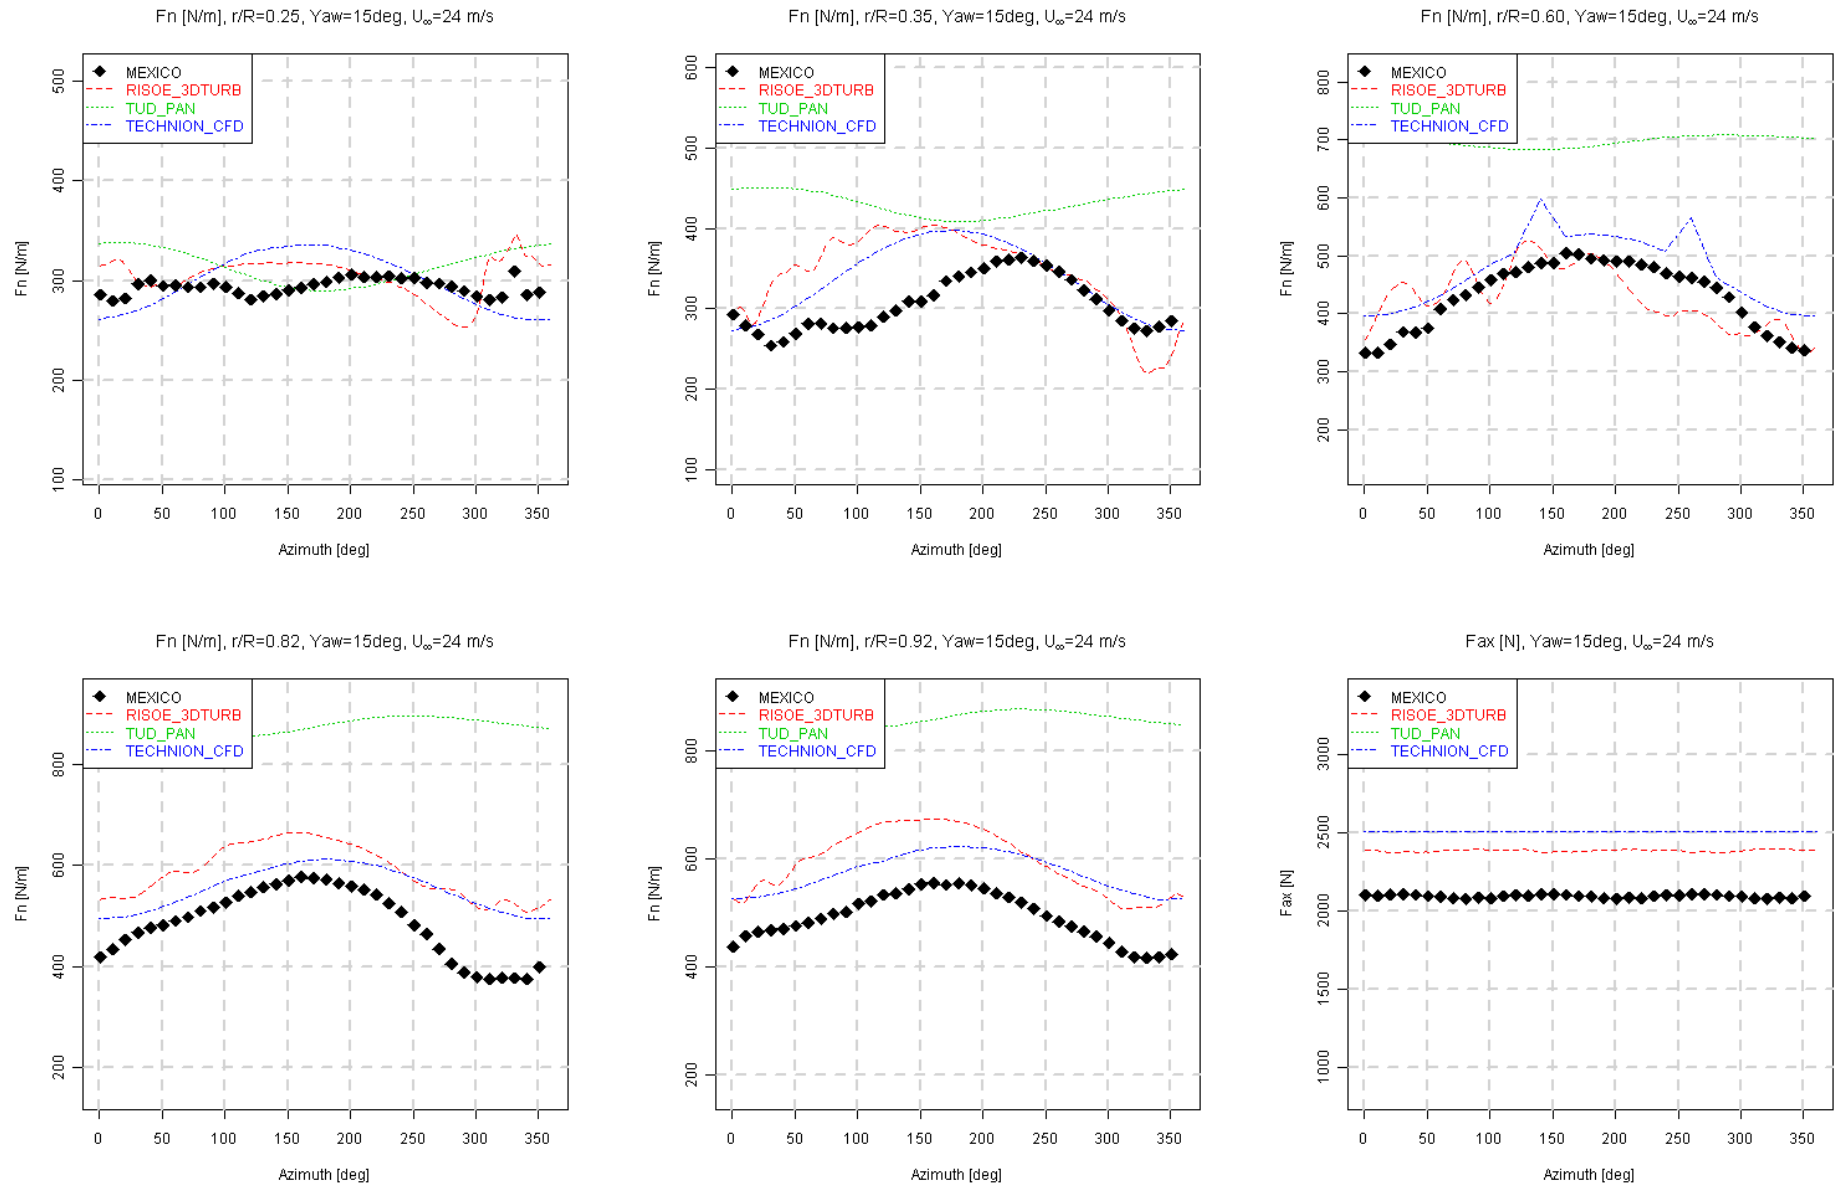 Fn [N/m], r/R=0.25, Yaw=15deg, U∞=24 m/s
MEXICO
RISOE_3DTURB
TUD_PAN
TECHNION_CFD
500
400
300
200
100
Fn [N/m]
0 50 100 150 200 250 300 350
Azimuth [deg]
Fn [N/m], r/R=0.35, Yaw=15deg, U∞=24 m/s
MEXICO
RISOE_3DTURB
TUD_PAN
TECHNION_CFD
600
500
400
300
200
100
Fn [N/m]
0 50 100 150 200 250 300 350
Azimuth [deg]
Fn [N/m], r/R=0.60, Yaw=15deg, U∞=24 m/s
MEXICO
RISOE_3DTURB
TUD_PAN
TECHNION_CFD
800
700
600
500
400
300
200
Fn [N/m]
0 50 100 150 200 250 300 350
Azimuth [deg]
Fn [N/m], r/R=0.82, Yaw=15deg, U∞=24 m/s
MEXICO
RISOE_3DTURB
TUD_PAN
TECHNION_CFD
800
600
400
200
Fn [N/m]
0 50 100 150 200 250 300 350
Azimuth [deg]
Fn [N/m], r/R=0.92, Yaw=15deg, U∞=24 m/s
MEXICO
RISOE_3DTURB
TUD_PAN
TECHNION_CFD
800
600
400
200
Fn [N/m]
0 50 100 150 200 250 300 350
Azimuth [deg]
Fax [N], Yaw=15deg, U∞=24 m/s
MEXICO
RISOE_3DTURB
TUD_PAN
TECHNION_CFD
3000
2500
2000
1500
1000
Fax [N]
0 50 100 150 200 250 300 350
Azimuth [deg]